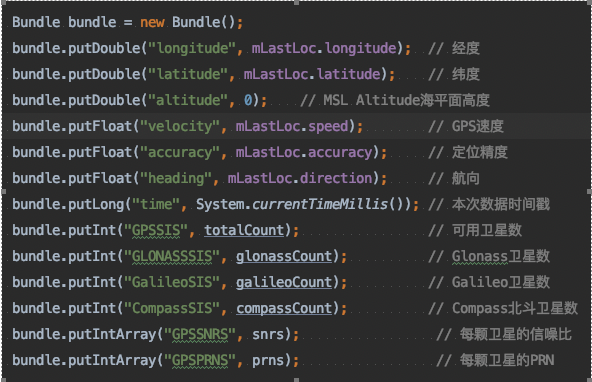 Bundle bundle = new Bundle();
bundle.putDouble("longitude", mLastLoc.longitude); // 经度
bundle.putDouble("latitude", mLastLoc.latitude); // 纬度
bundle.putDouble("altitude", 0); // MSL Altitude海平面高度
bundle.putFloat("velocity", mLastLoc.speed); // GPS速度
bundle.putFloat("accuracy", mLastLoc.accuracy); // 定位精度
bundle.putFloat("heading", mLastLoc.direction); // 航向
bundle.putLong("time", System.currentTimeMillis()); // 本次数据时间戳
bundle.putInt("GPSSIS", totalCount); // 可用卫星数
bundle.putInt("GLONASSSIS", glonassCount); // Glonass卫星数
bundle.putInt("GalileoSIS", galileoCount); // Galileo卫星数
bundle.putInt("CompassSIS", compassCount); // Compass北斗卫星数
bundle.putIntArray("GPSSNRS", snrs); // 每颗卫星的信噪比
bundle.putIntArray("GPSPRNS", prns); // 每颗卫星的PRN